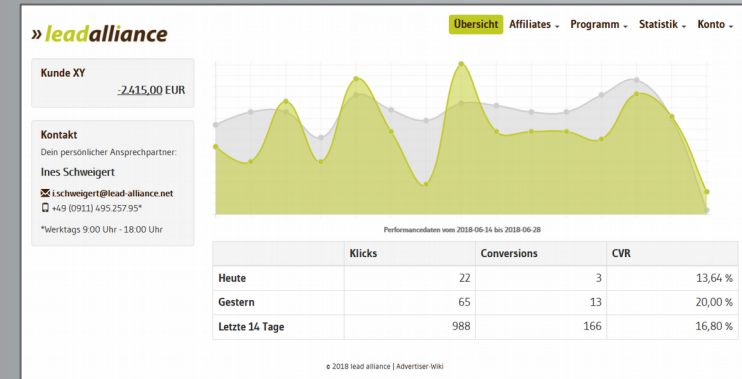 »leadalliance
Übersicht Affiliates Programm Statistik Konto
Kunde XY
-2.415,00 EUR
Kontakt
Dein persönlicher Ansprechpartner:
Ines Schweigert
i.schweigert@lead-alliance.net
+49 (0911) 495.257.95*
*Werktags 9:00 Uhr - 18:00 Uhr
Performancedaten vom 2018-06-14 bis 2018-06-28
Klicks Conversions CVR
Heute 22 3 13,64 %
Gestern 65 13 20,00 %
Letzte 14 Tage 988 166 16,80 %
© 2018 lead alliance | Advertiser-Wiki